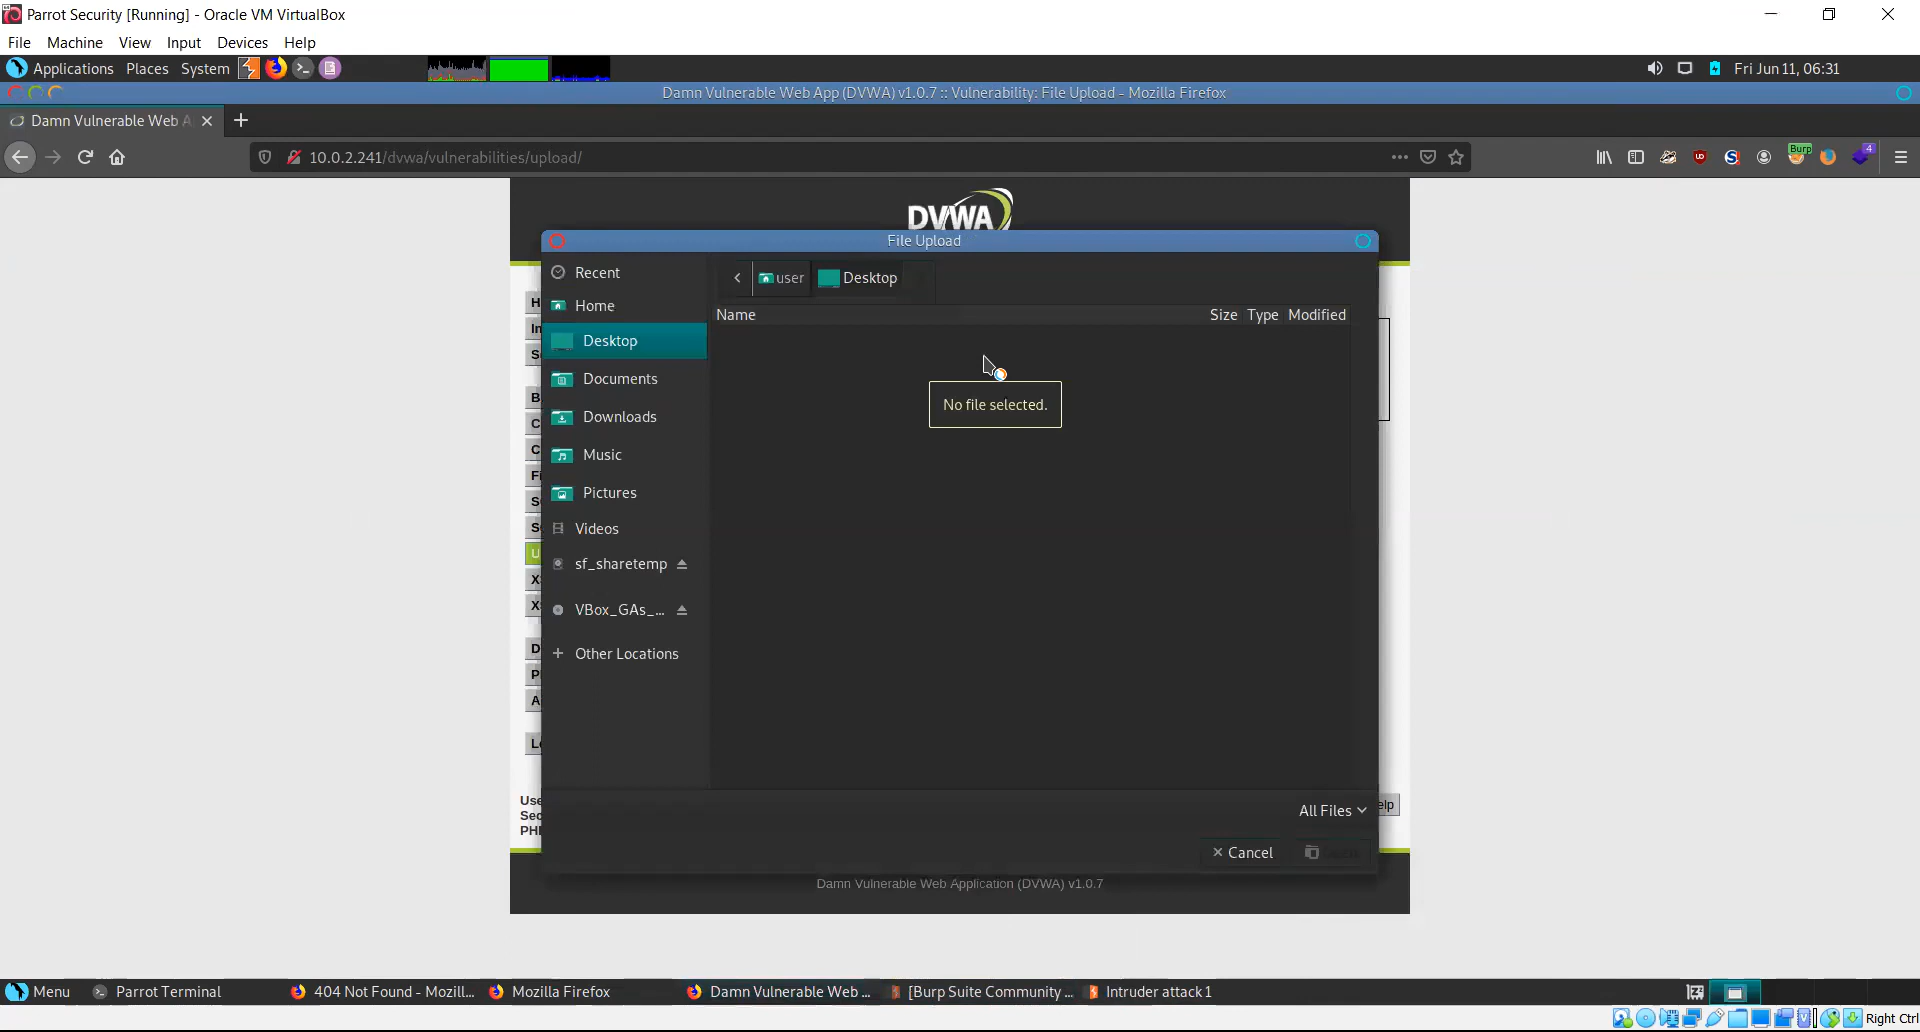 Parrot Security [Running] - Oracle VM VirtualBox
File Machine View Input Devices Help
Applications Places System Fri Jun 11, 06:31
Damn Vulnerable Web App (DVWA) v1.0.7 :: Vulnerability: File Upload - Mozilla Firefox
Damn Vulnerable Web A
10.0.2.241/dvwa/vulnerabilities/upload/
Burp
4
DVWA
File Upload
Recent
user Desktop
Home
Name Size Type Modified
Desktop
Documents
No file selected.
Downloads
Music
Pictures
Videos
sf_sharetemp
VBox_GAs_...
Other Locations
All Files
Cancel
Damn Vulnerable Web Application (DVWA) v1.0.7
Menu Parrot Terminal 404 Not Found - Mozill... Mozilla Firefox Damn Vulnerable Web ... [Burp Suite Community ... Intruder attack 1
Right Ctrl